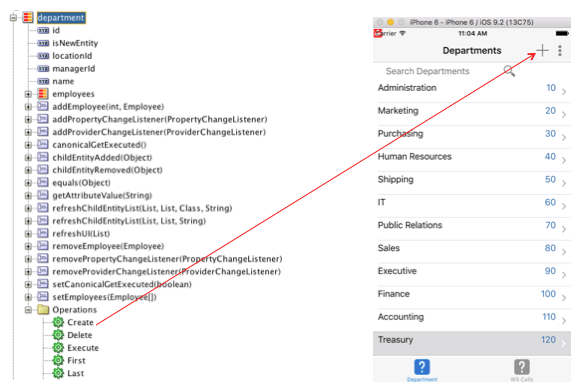 department
id
isNewEntity
locationId
managerId
name
employees
addEmployee(int, Employee)
addPropertyChangeListener(PropertyChangeListener)
addProviderChangeListener(ProviderChangeListener)
canonicalGetExecuted()
childEntityAdded(Object)
childEntityRemoved(Object)
equals(Object)
getAttributeValue(String)
refreshChildEntityList(List, List, Class, String)
refreshChildEntityList(List, List, String)
refreshUI(List)
removeEmployee(Employee)
removePropertyChangeListener(PropertyChangeListener)
removeProviderChangeListener(ProviderChangeListener)
setCanonicalGetExecuted(boolean)
setEmployees(Employee[])
Operations
Create
Delete
Execute
First
Last
iPhone 6 - iPhone 6 / iOS 9.2 (13C75)
11:04 AM
Departments
Search Departments
Administration 10
Marketing 20
Purchasing 30
Human Resources 40
Shipping 50
IT 60
Public Relations 70
Sales 80
Executive 90
Finance 100
Accounting 110
Treasury 120
? ?
Department WS Calls